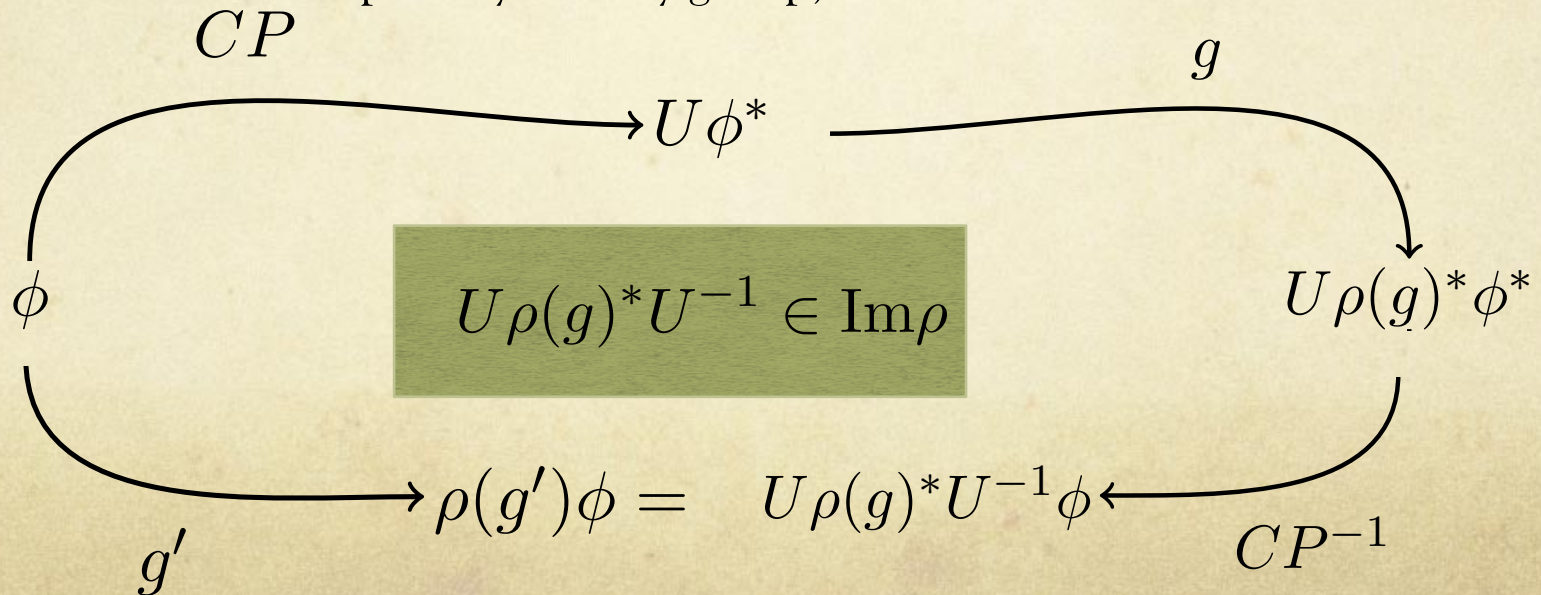 CP
g
Uϕ*
ϕ
Uρ(g)*U⁻¹ ∈ Imρ
Uρ(g)*ϕ*
ρ(g′)ϕ = Uρ(g)*U⁻¹ϕ
g′
CP⁻¹